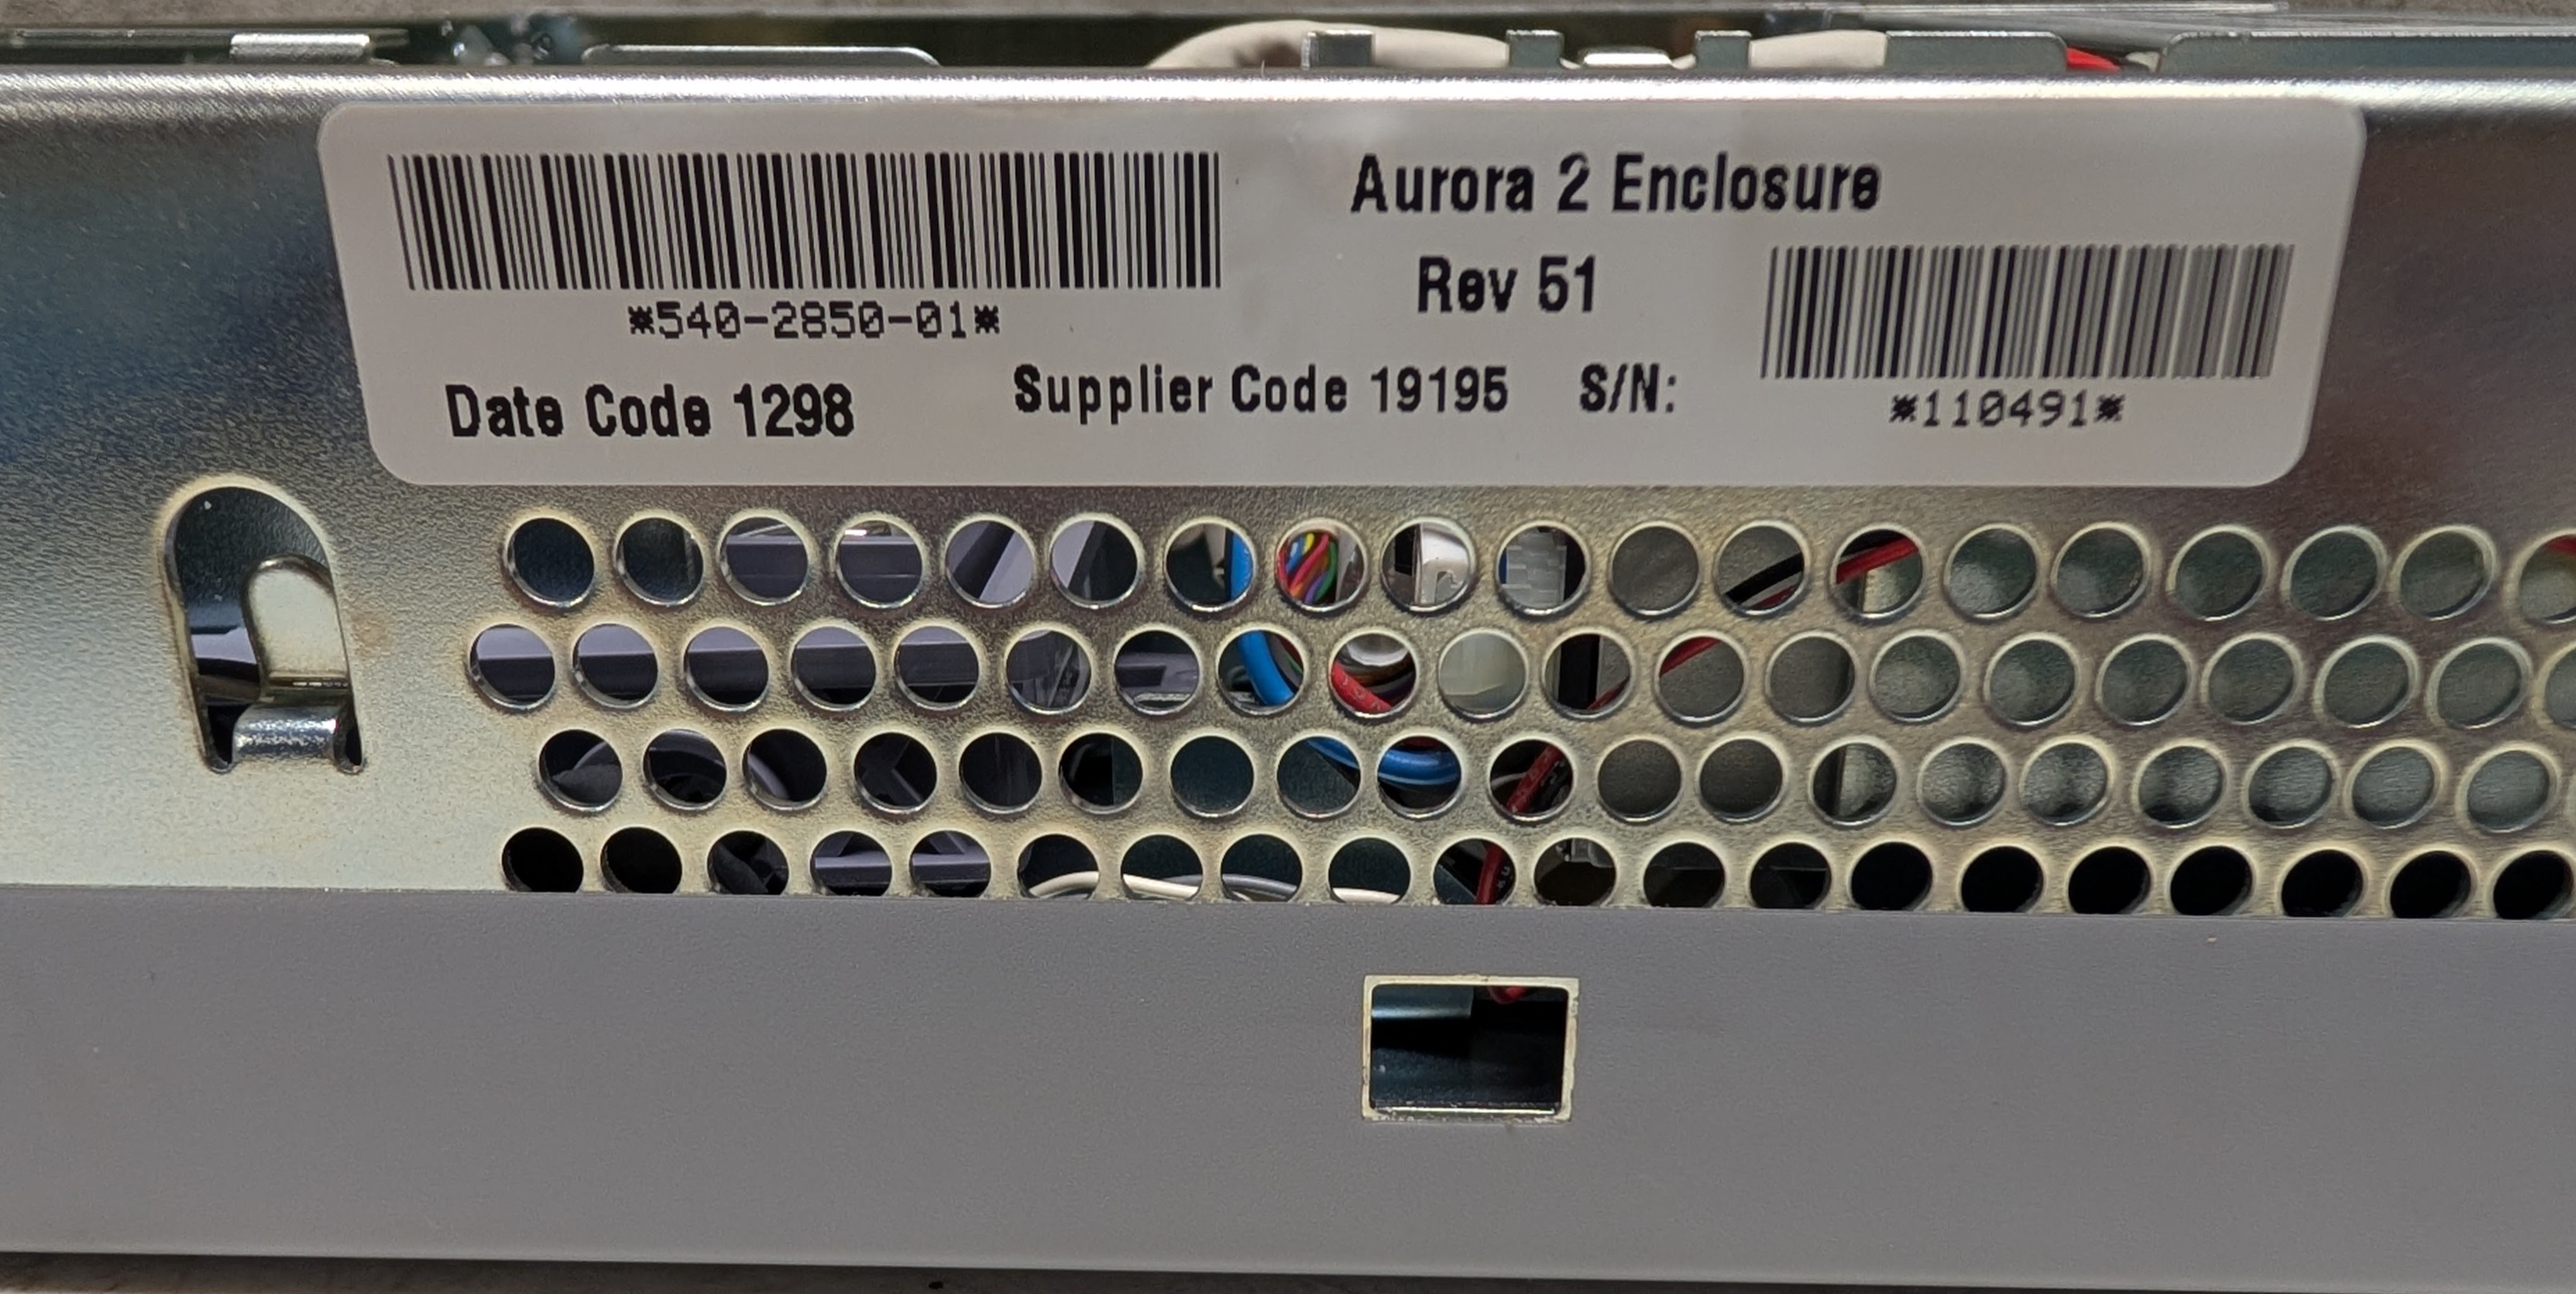 Aurora 2 Enclosure
*540-2850-01*
Rev 51
Date Code 1298
Supplier Code 19195
S/N:
*110491*